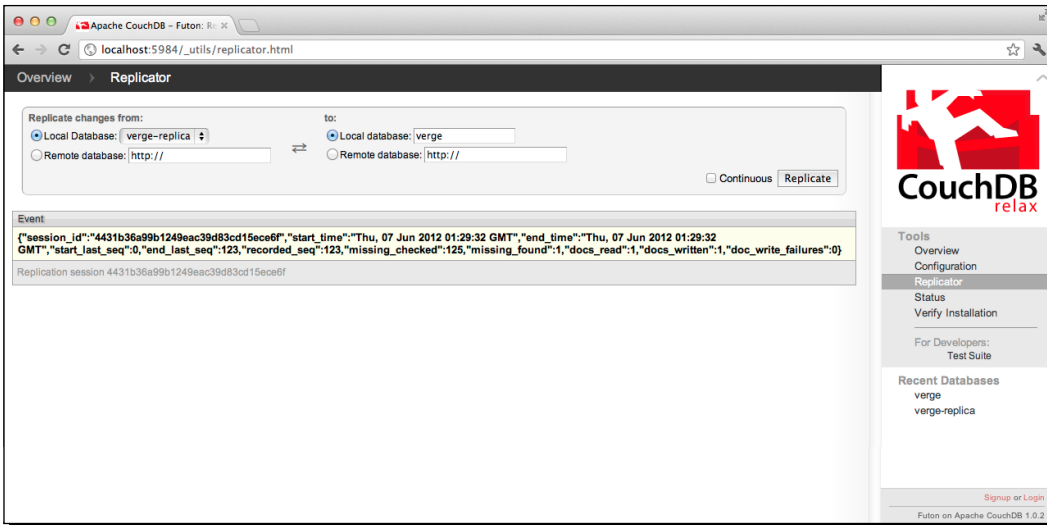 Apache CouchDB – Futon: Re
localhost:5984/_utils/replicator.html
Overview
Replicator
Replicate changes from:
to:
Local Database: verge-replica
Local database: verge
Remote database: http://
Remote database: http://
Continuous Replicate
Event
{"session_id":"4431b36a99b1249eac39d83cd15ece6f","start_time":"Thu, 07 Jun 2012 01:29:32 GMT","end_time":"Thu, 07 Jun 2012 01:29:32
GMT","start_last_seq":0,"end_last_seq":123,"recorded_seq":123,"missing_checked":125,"missing_found":1,"docs_read":1,"docs_written":1,"doc_write_failures":0}
Replication session 4431b36a99b1249eac39d83cd15ece6f
CouchDB
relax
Tools
Overview
Configuration
Replicator
Status
Verify Installation
For Developers:
Test Suite
Recent Databases
verge
verge-replica
Signup or Login
Futon on Apache CouchDB 1.0.2